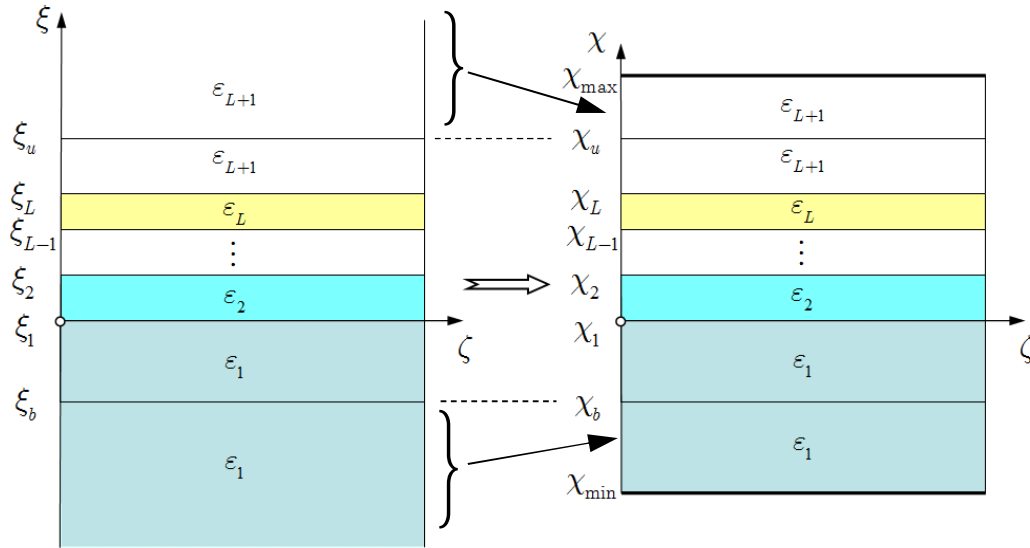 ξ
χ
χ_max
ε_{L+1}
ε_{L+1}
ξ_u
χ_u
ε_{L+1}
ε_{L+1}
ξ_L
ε_L
χ_L
ε_L
ξ_{L−1}
⋮
χ_{L−1}
⋮
ξ_2
ε_2
χ_2
ε_2
ξ_1
ζ
χ_1
ζ
ε_1
ε_1
ξ_b
χ_b
ε_1
ε_1
χ_min